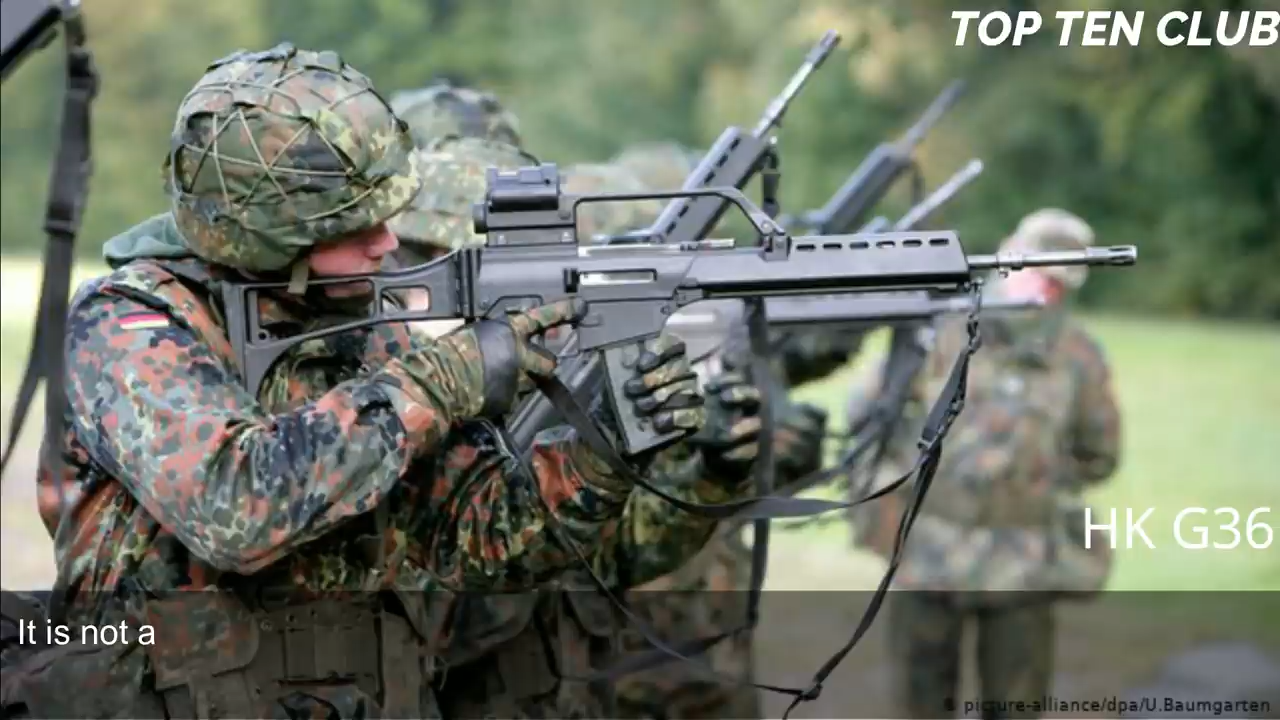 TOP TEN CLUB
HK G36
It is not a
© picture-alliance/dpa/U.Baumgarten